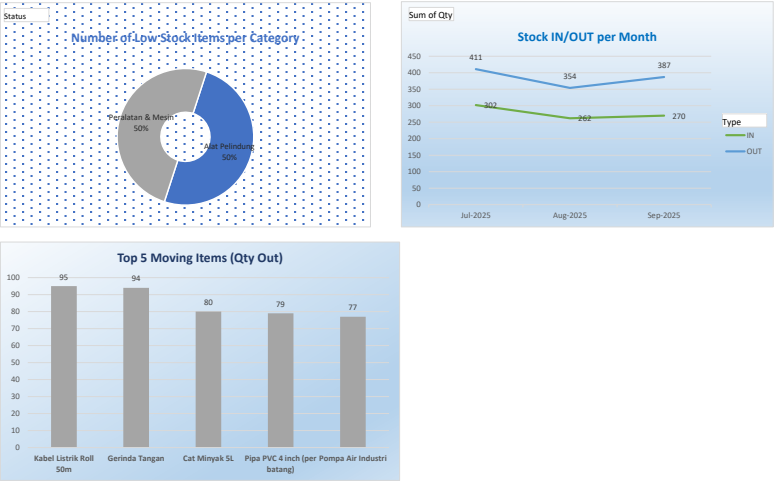 Status
Number of Low Stock Items per Category
Peralatan & Mesin
50%
Alat Pelindung
50%
Sum of Qty
Stock IN/OUT per Month
450
400
350
300
250
200
150
100
50
0
411
354
387
302
262
270
Jul-2025
Aug-2025
Sep-2025
Type
IN
OUT
Top 5 Moving Items (Qty Out)
100
90
80
70
60
50
40
30
20
10
0
95
94
80
79
77
Kabel Listrik Roll
50m
Gerinda Tangan
Cat Minyak 5L
Pipa PVC 4 inch (per
batang)
Pompa Air Industri